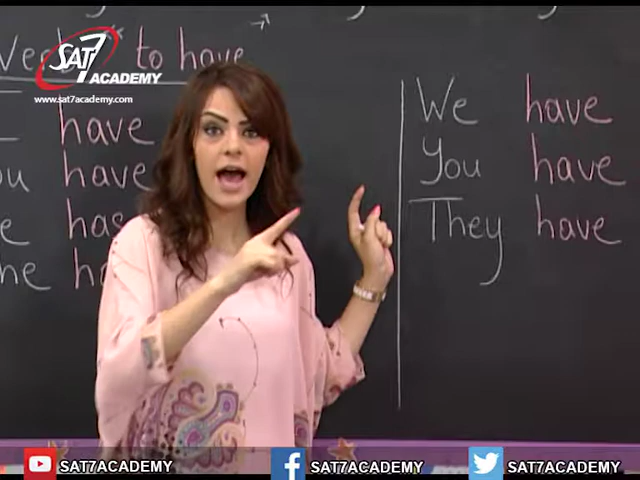 Verb "to have"
SAT7
ACADEMY
www.sat7academy.com
have
have
has
We have
You have
They have
SAT7ACADEMY
SAT7ACADEMY
SAT7ACADEMY